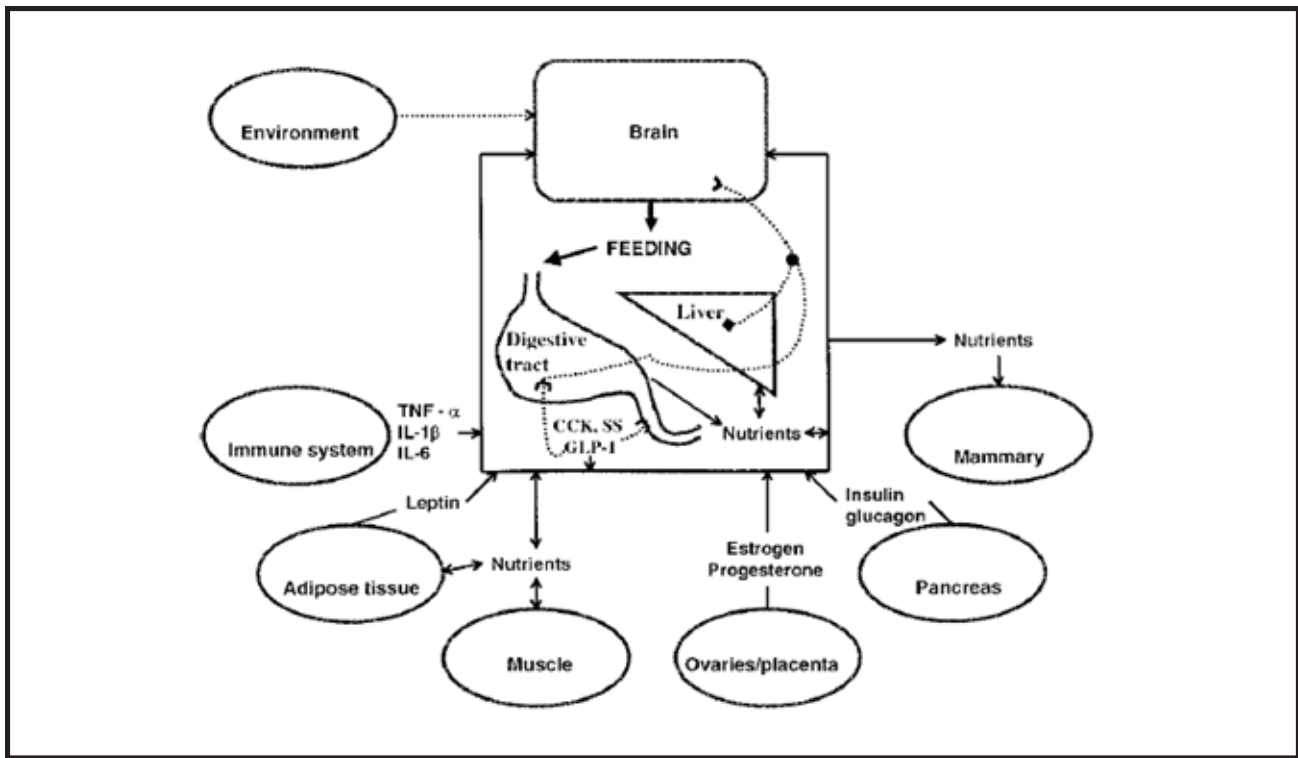 Environment
Brain
FEEDING
Liver
Digestive
tract
Nutrients
TNF - α
IL-1β
IL-6
Immune system
CCK, SS
GLP-1
Nutrients
Mammary
Leptin
Insulin
glucagon
Adipose tissue
Nutrients
Estrogen
Progesterone
Pancreas
Muscle
Ovaries/placenta